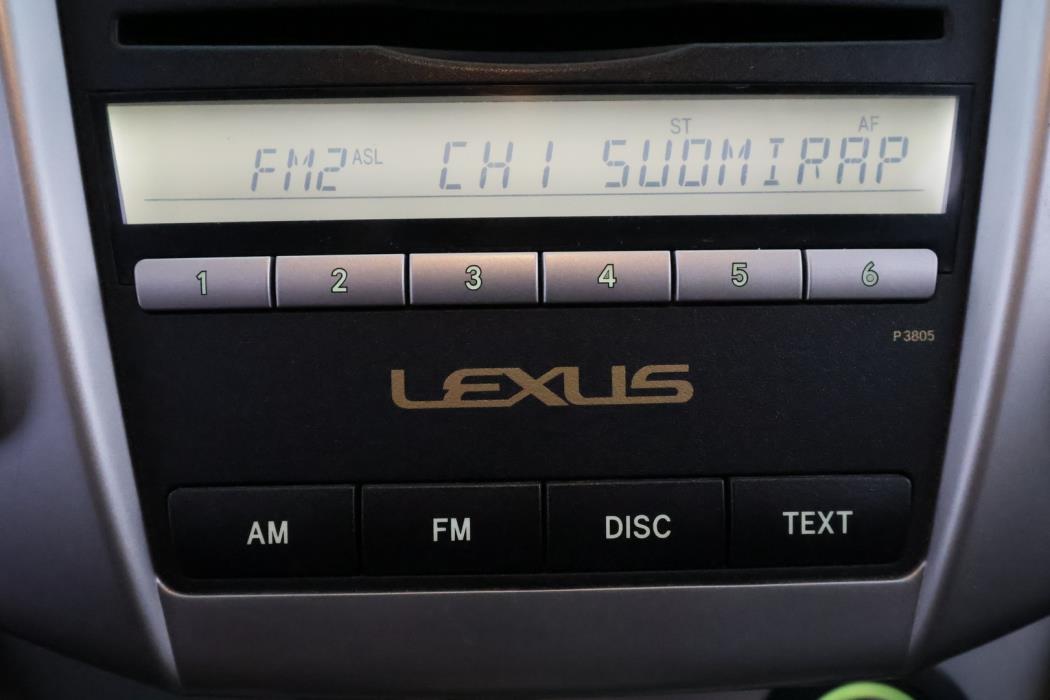 ST AF
FM2 ASL CH1 SUOMIRAP
1 2 3 4 5 6
P3805
LEXUS
AM FM DISC TEXT